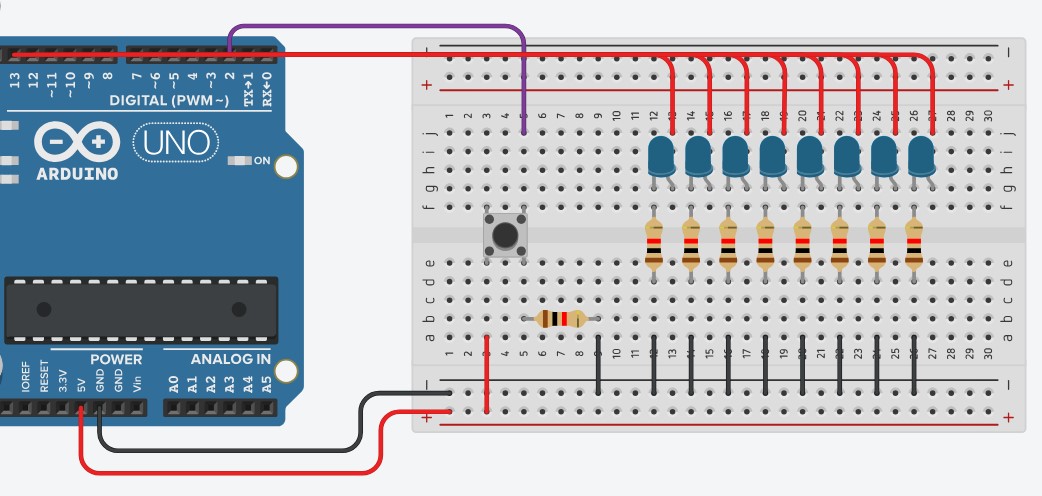 13 12 ~11 ~10 ~9 8 7 ~6 ~5 4 ~3 2 TX→1 RX←0
DIGITAL (PWM ~)
UNO
ARDUINO
ON
POWER
ANALOG IN
IOREF RESET 3.3V 5V GND GND Vin A0 A1 A2 A3 A4 A5
− −
+ +
1 2 3 4 5 6 7 8 9 10 11 12 13 14 15 16 17 18 19 20 21 22 23 24 25 26 27 28 29 30
j j
i i
h h
g g
f f
e e
d d
c c
b b
a a
1 2 3 4 5 6 7 8 9 10 11 12 13 14 15 16 17 18 19 20 21 22 23 24 25 26 27 28 29 30
− −
+ +